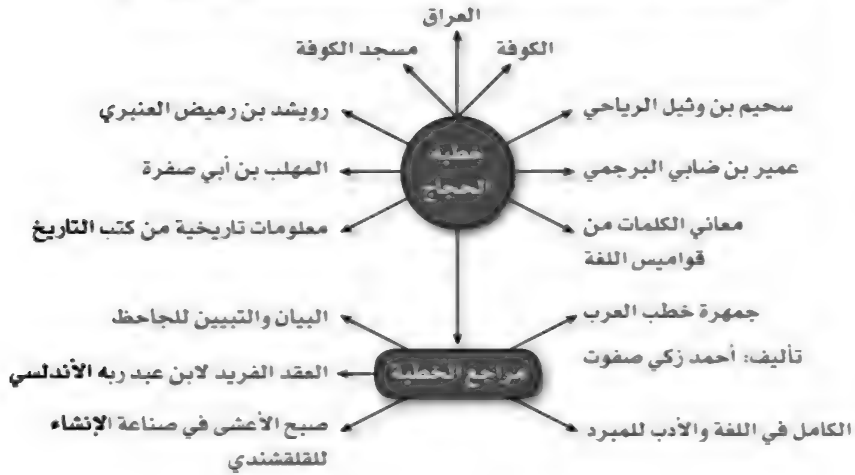 العراق
الكوفة
مسجد الكوفة
سحيم بن وثيل الرياحي
رويشد بن رميض العنبري
خطبة
الحجاج
عمير بن ضابي البرجمي
المهلب بن أبي صفرة
معاني الكلمات من
قواميس اللغة
معلومات تاريخية من كتب التاريخ
جمهرة خطب العرب
تأليف: أحمد زكي صفوت
البيان والتبيين للجاحظ
مراجع الخطبة
العقد الفريد لابن عبد ربه الأندلسي
الكامل في اللغة والأدب للمبرد
صبح الأعشى في صناعة الإنشاء
للقلقشندي